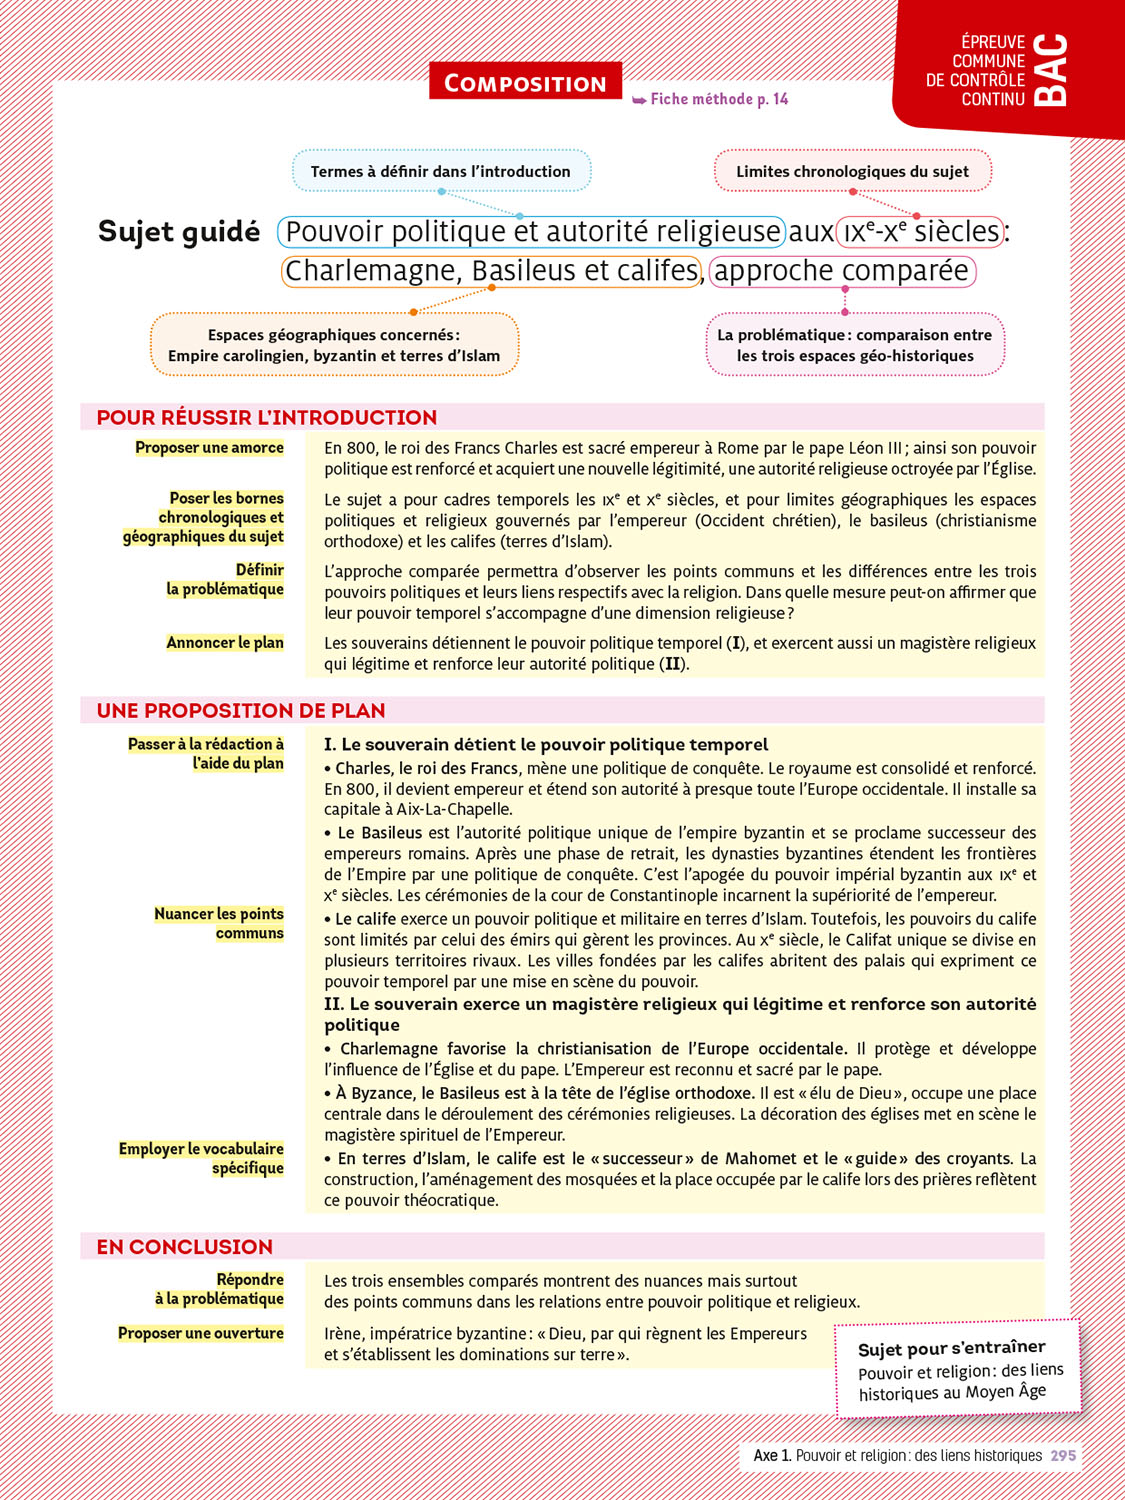 ÉPREUVE
COMMUNE
DE CONTRÔLE
CONTINU
BAC
COMPOSITION
➥ Fiche méthode p. 14
Termes à définir dans l'introduction
Limites chronologiques du sujet
Sujet guidé Pouvoir politique et autorité religieuse aux IXe-Xe siècles :
Charlemagne, Basileus et califes, approche comparée
Espaces géographiques concernés :
Empire carolingien, byzantin et terres d'Islam
La problématique : comparaison entre
les trois espaces géo-historiques
POUR RÉUSSIR L'INTRODUCTION
Proposer une amorce
En 800, le roi des Francs Charles est sacré empereur à Rome par le pape Léon III ; ainsi son pouvoir
politique est renforcé et acquiert une nouvelle légitimité, une autorité religieuse octroyée par l'Église.
Poser les bornes
chronologiques et
géographiques du sujet
Le sujet a pour cadres temporels les IXe et Xe siècles, et pour limites géographiques les espaces
politiques et religieux gouvernés par l'empereur (Occident chrétien), le basileus (christianisme
orthodoxe) et les califes (terres d'Islam).
Définir
la problématique
L'approche comparée permettra d'observer les points communs et les différences entre les trois
pouvoirs politiques et leurs liens respectifs avec la religion. Dans quelle mesure peut-on affirmer que
leur pouvoir temporel s'accompagne d'une dimension religieuse ?
Annoncer le plan
Les souverains détiennent le pouvoir politique temporel (I), et exercent aussi un magistère religieux
qui légitime et renforce leur autorité politique (II).
UNE PROPOSITION DE PLAN
Passer à la rédaction à
l'aide du plan
I. Le souverain détient le pouvoir politique temporel
• Charles, le roi des Francs, mène une politique de conquête. Le royaume est consolidé et renforcé.
En 800, il devient empereur et étend son autorité à presque toute l'Europe occidentale. Il installe sa
capitale à Aix-La-Chapelle.
• Le Basileus est l'autorité politique unique de l'empire byzantin et se proclame successeur des
empereurs romains. Après une phase de retrait, les dynasties byzantines étendent les frontières
de l'Empire par une politique de conquête. C'est l'apogée du pouvoir impérial byzantin aux IXe et
Xe siècles. Les cérémonies de la cour de Constantinople incarnent la supériorité de l'empereur.
Nuancer les points
communs
• Le calife exerce un pouvoir politique et militaire en terres d'Islam. Toutefois, les pouvoirs du calife
sont limités par celui des émirs qui gèrent les provinces. Au Xe siècle, le Califat unique se divise en
plusieurs territoires rivaux. Les villes fondées par les califes abritent des palais qui expriment ce
pouvoir temporel par une mise en scène du pouvoir.
II. Le souverain exerce un magistère religieux qui légitime et renforce son autorité
politique
• Charlemagne favorise la christianisation de l'Europe occidentale. Il protège et développe
l'influence de l'Église et du pape. L'Empereur est reconnu et sacré par le pape.
• À Byzance, le Basileus est à la tête de l'église orthodoxe. Il est « élu de Dieu », occupe une place
centrale dans le déroulement des cérémonies religieuses. La décoration des églises met en scène le
magistère spirituel de l'Empereur.
Employer le vocabulaire
spécifique
• En terres d'Islam, le calife est le « successeur » de Mahomet et le « guide » des croyants. La
construction, l'aménagement des mosquées et la place occupée par le calife lors des prières reflètent
ce pouvoir théocratique.
EN CONCLUSION
Répondre
à la problématique
Les trois ensembles comparés montrent des nuances mais surtout
des points communs dans les relations entre pouvoir politique et religieux.
Proposer une ouverture
Irène, impératrice byzantine : « Dieu, par qui règnent les Empereurs
et s'établissent les dominations sur terre ».
Sujet pour s'entraîner
Pouvoir et religion : des liens
historiques au Moyen Âge
Axe 1. Pouvoir et religion : des liens historiques 295